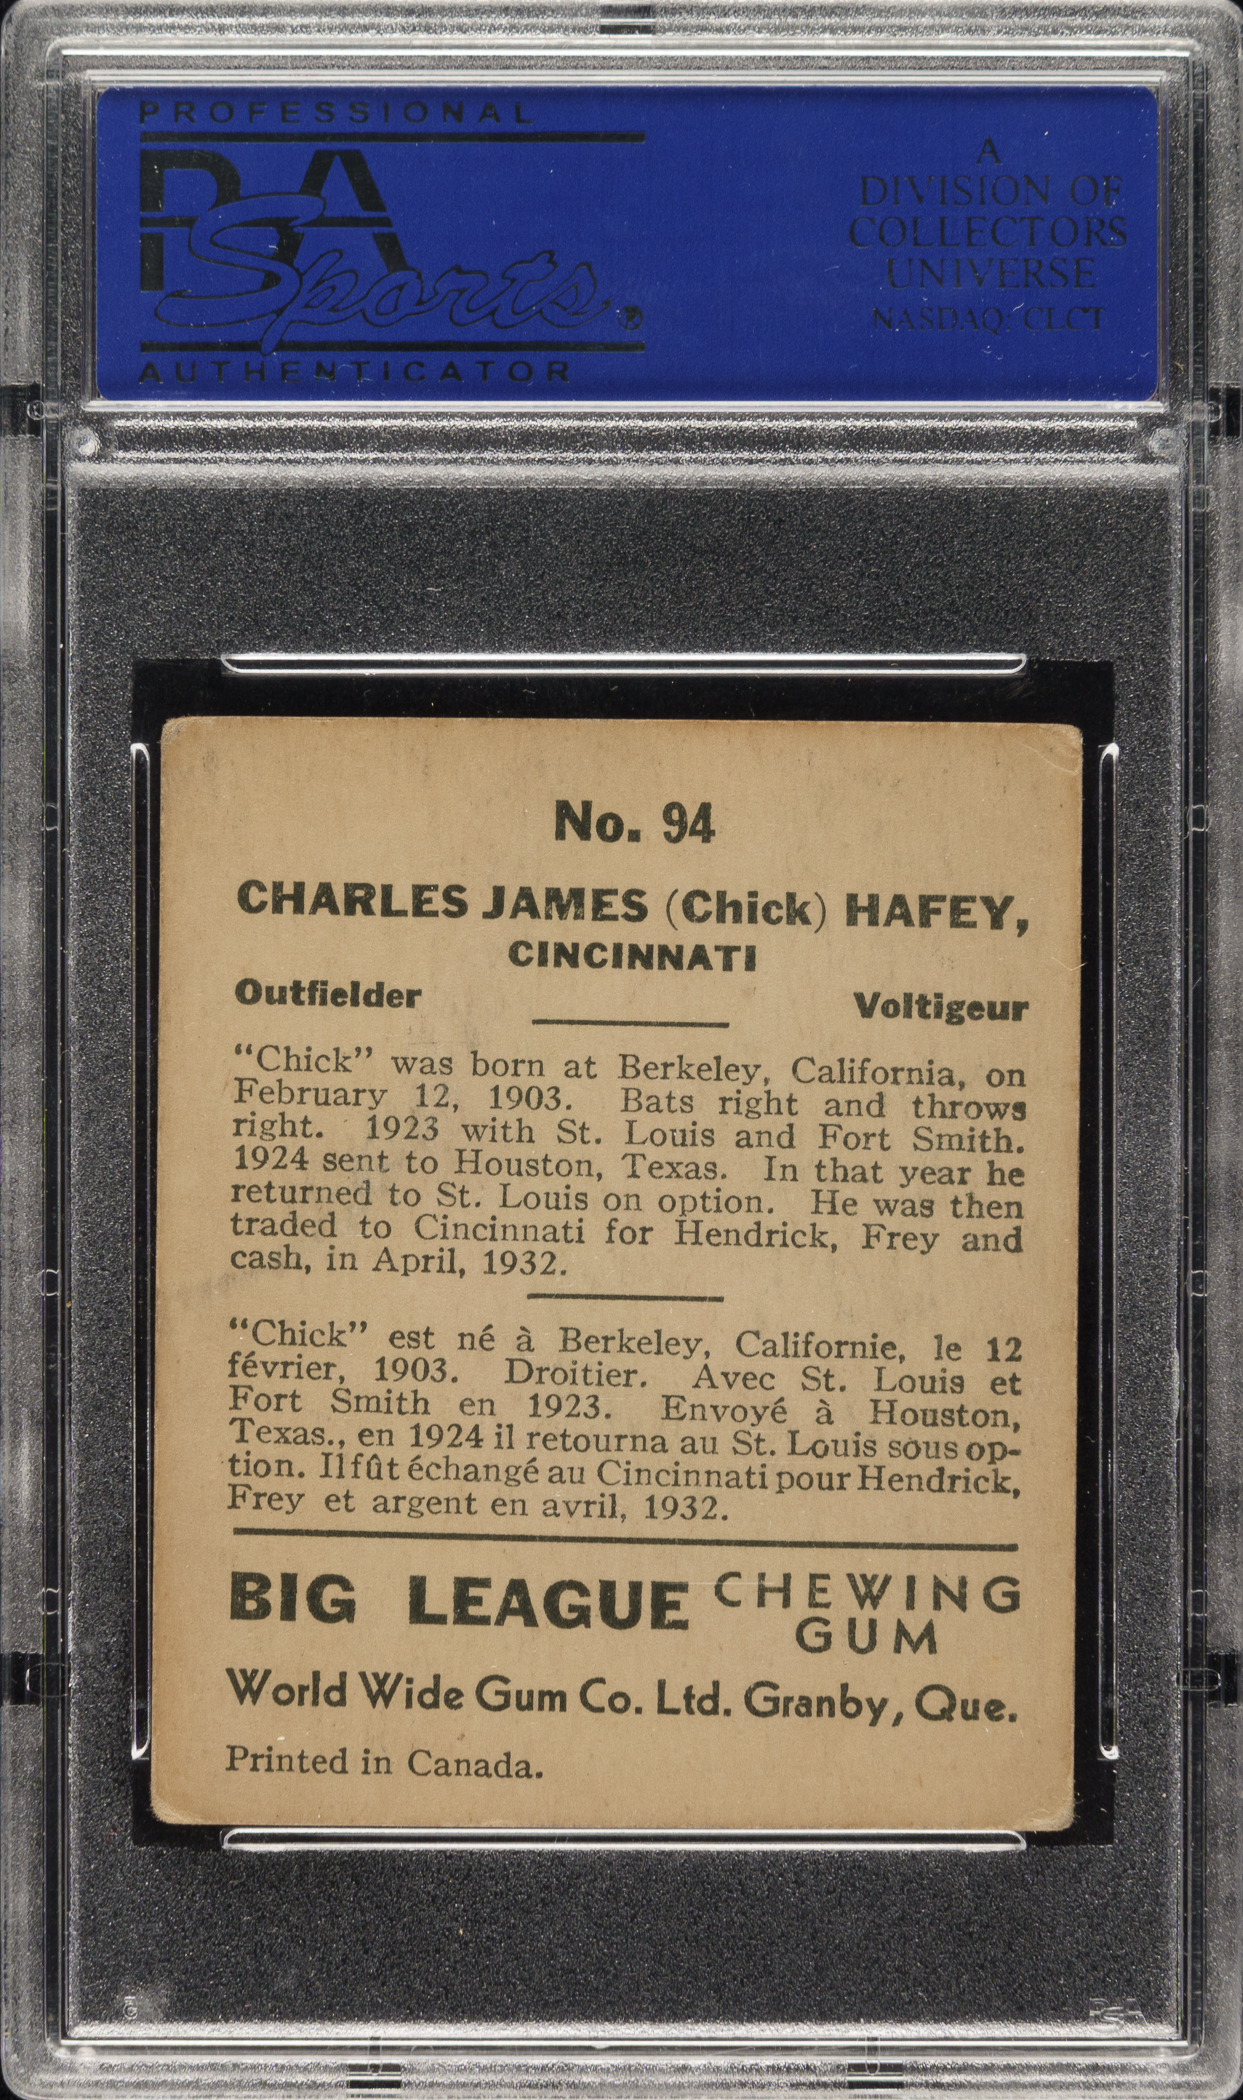 PROFESSIONAL
PSA
Sports
AUTHENTICATOR
A
DIVISION OF
COLLECTORS
UNIVERSE
NASDAQ: CLCT
No. 94
CHARLES JAMES (Chick) HAFEY,
CINCINNATI
Outfielder Voltigeur
"Chick" was born at Berkeley, California, on
February 12, 1903. Bats right and throws
right. 1923 with St. Louis and Fort Smith.
1924 sent to Houston, Texas. In that year he
returned to St. Louis on option. He was then
traded to Cincinnati for Hendrick, Frey and
cash, in April, 1932.
"Chick" est né à Berkeley, Californie, le 12
février, 1903. Droitier. Avec St. Louis et
Fort Smith en 1923. Envoyé à Houston,
Texas., en 1924 il retourna au St. Louis sous op-
tion. Il fût échangé au Cincinnati pour Hendrick,
Frey et argent en avril, 1932.
BIG LEAGUE CHEWING
GUM
World Wide Gum Co. Ltd. Granby, Que.
Printed in Canada.
PSA